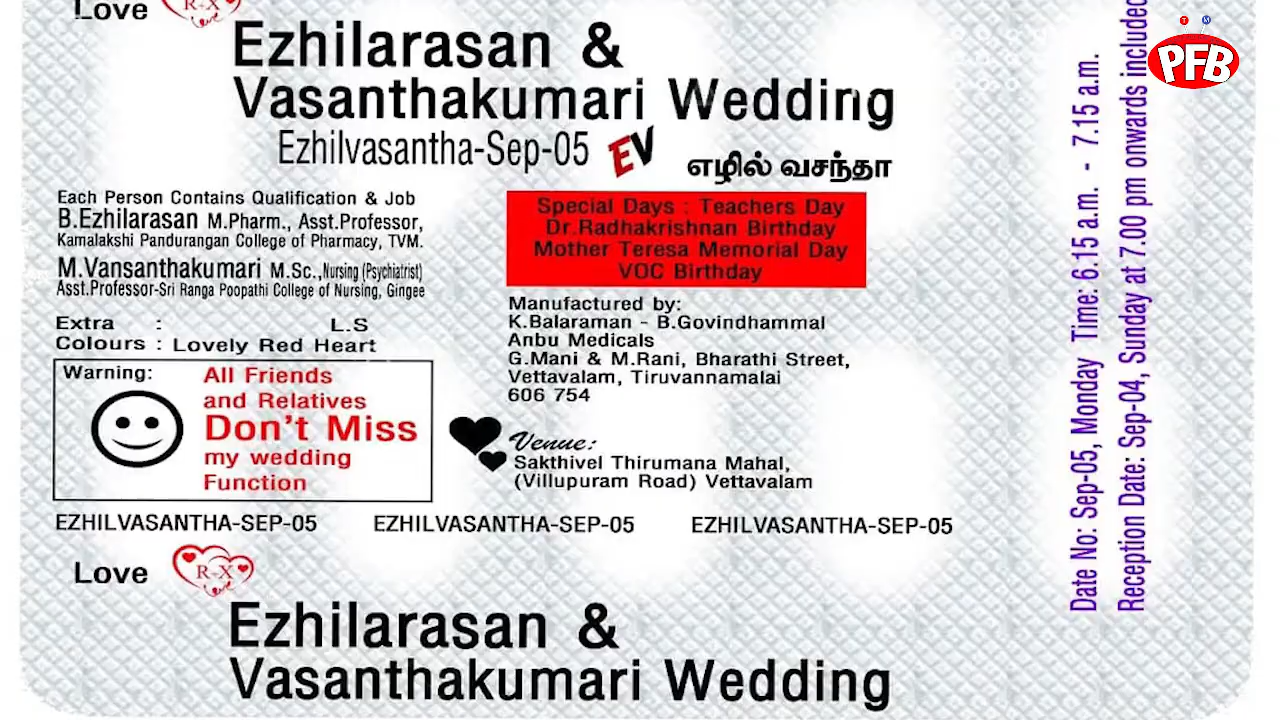 Love
R-X
Love
Ezhilarasan &
Vasanthakumari Wedding
Ezhilvasantha-Sep-05
EV
எழில் வசந்தா
Each Person Contains Qualification & Job
B.Ezhilarasan M.Pharm., Asst.Professor,
Kamalakshi Pandurangan College of Pharmacy, TVM.
M.Vansanthakumari M.Sc.,Nursing (Psychiatrist)
Asst.Professor-Sri Ranga Poopathi College of Nursing, Gingee
Extra : L.S
Colours : Lovely Red Heart
Warning:
All Friends
and Relatives
Don't Miss
my wedding
Function
Special Days : Teachers Day
Dr.Radhakrishnan Birthday
Mother Teresa Memorial Day
VOC Birthday
Manufactured by:
K.Balaraman - B.Govindhammal
Anbu Medicals
G.Mani & M.Rani, Bharathi Street,
Vettavalam, Tiruvannamalai
606 754
Venue:
Sakthivel Thirumana Mahal,
(Villupuram Road) Vettavalam
EZHILVASANTHA-SEP-05 EZHILVASANTHA-SEP-05 EZHILVASANTHA-SEP-05
Love
R-X
Love
Ezhilarasan &
Vasanthakumari Wedding
Date No: Sep-05, Monday Time: 6.15 a.m. - 7.15 a.m.
Reception Date: Sep-04, Sunday at 7.00 pm onwards included
T M
PFB